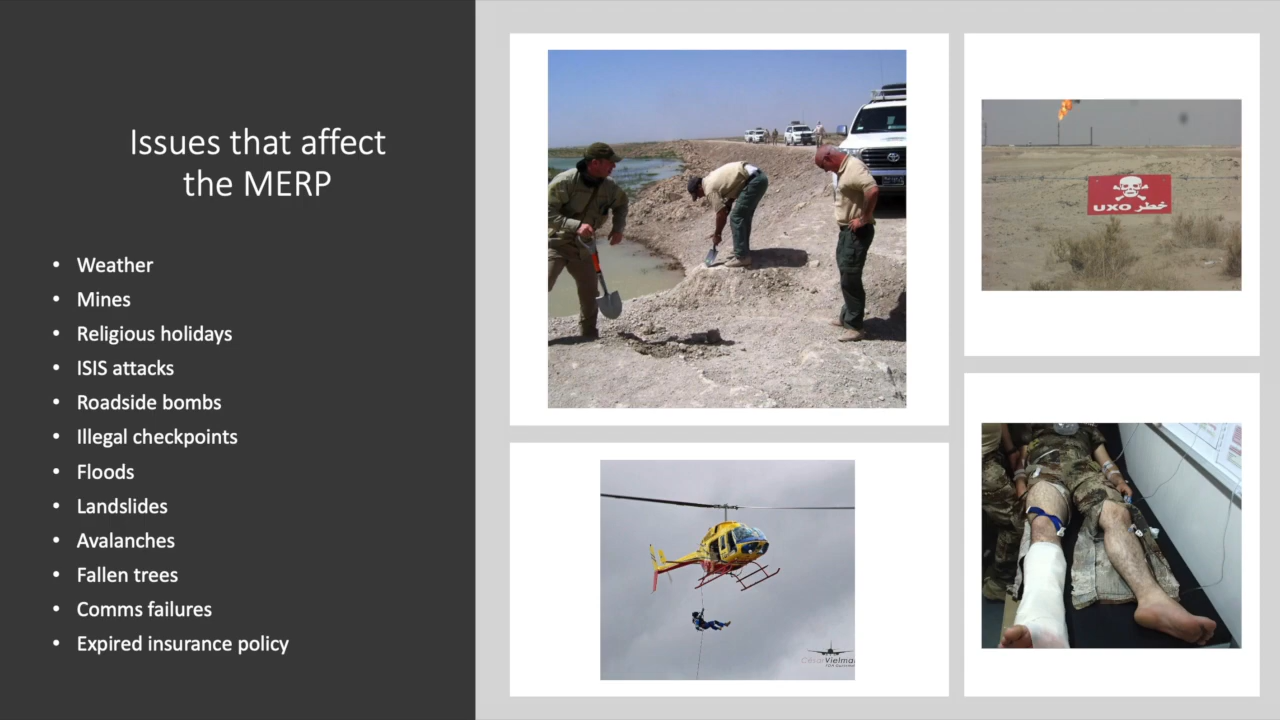 Issues that affect
the MERP
• Weather
• Mines
• Religious holidays
• ISIS attacks
• Roadside bombs
• Illegal checkpoints
• Floods
• Landslides
• Avalanches
• Fallen trees
• Comms failures
• Expired insurance policy
UXO خطر
CésarVielma